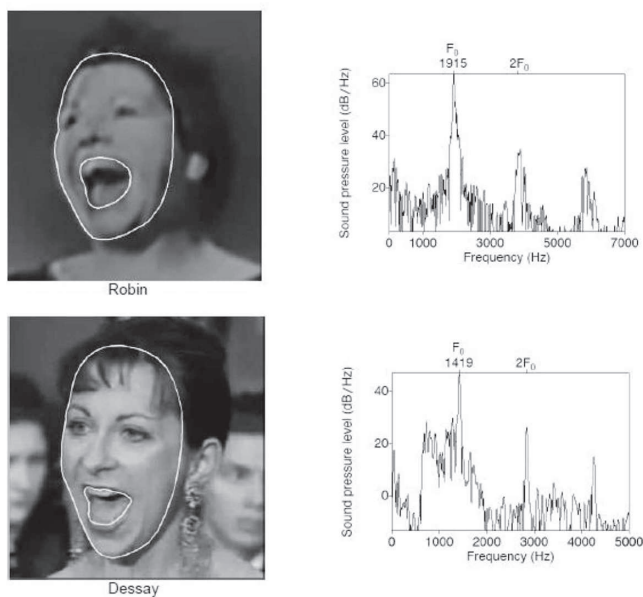 F0
1915 2F0
60
40
20
Sound pressure level (dB/Hz)
0 1000 3000 5000 7000
Frequency (Hz)
Robin
F0
1419 2F0
40
20
0
Sound pressure level (dB/Hz)
0 1000 2000 3000 4000 5000
Frequency (Hz)
Dessay